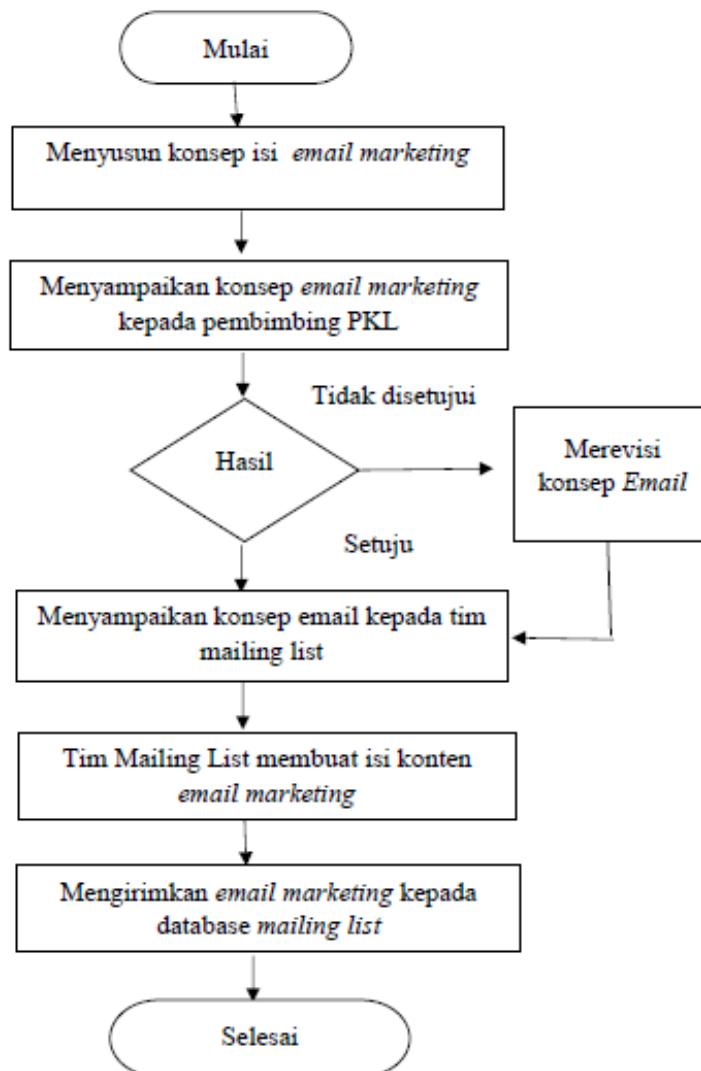 Mulai
Menyusun konsep isi email marketing
Menyampaikan konsep email marketing
kepada pembimbing PKL
Tidak disetujui
Hasil
Merevisi
konsep Email
Setuju
Menyampaikan konsep email kepada tim
mailing list
Tim Mailing List membuat isi konten
email marketing
Mengirimkan email marketing kepada
database mailing list
Selesai